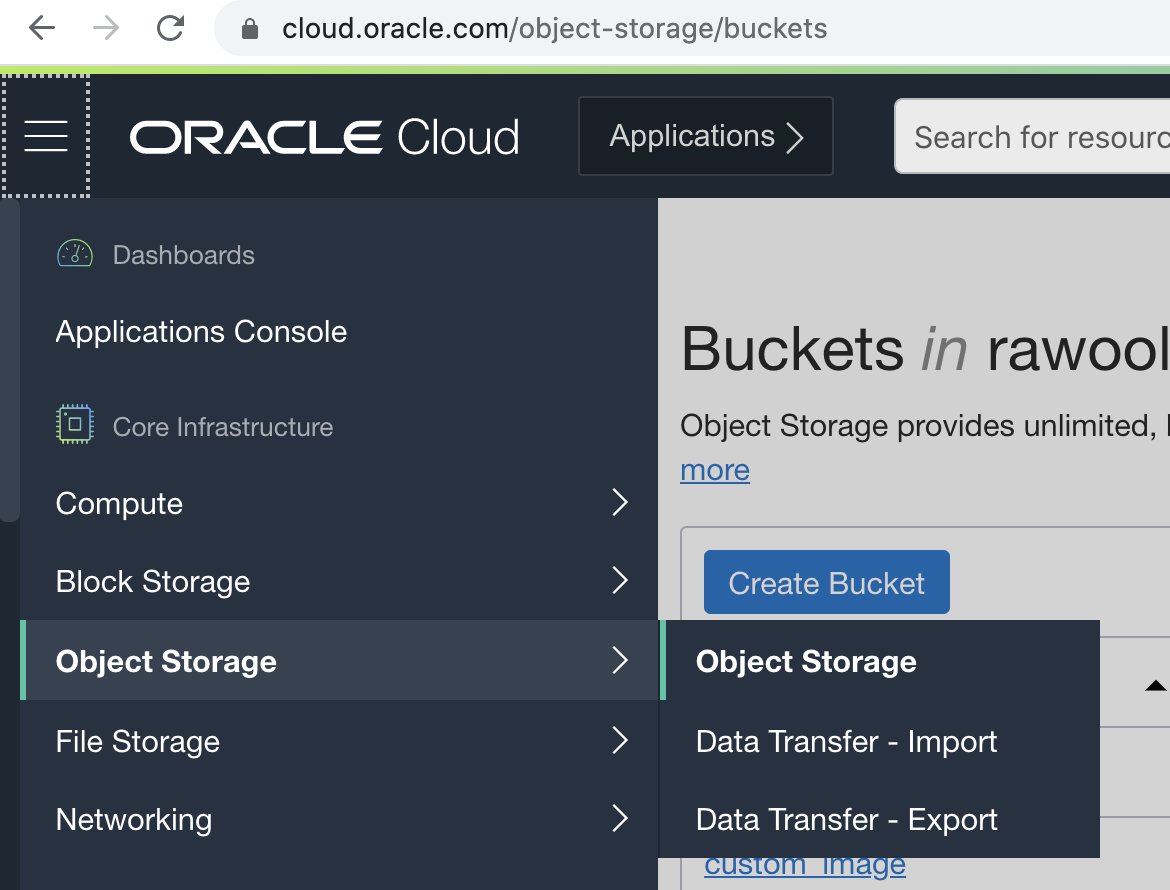 cloud.oracle.com/object-storage/buckets
ORACLE Cloud
Applications
Search for resourc
Dashboards
Applications Console
Core Infrastructure
Compute
Block Storage
Object Storage
File Storage
Networking
Buckets in rawool
Object Storage provides unlimited,
more
Create Bucket
Object Storage
Data Transfer - Import
Data Transfer - Export
custom_image